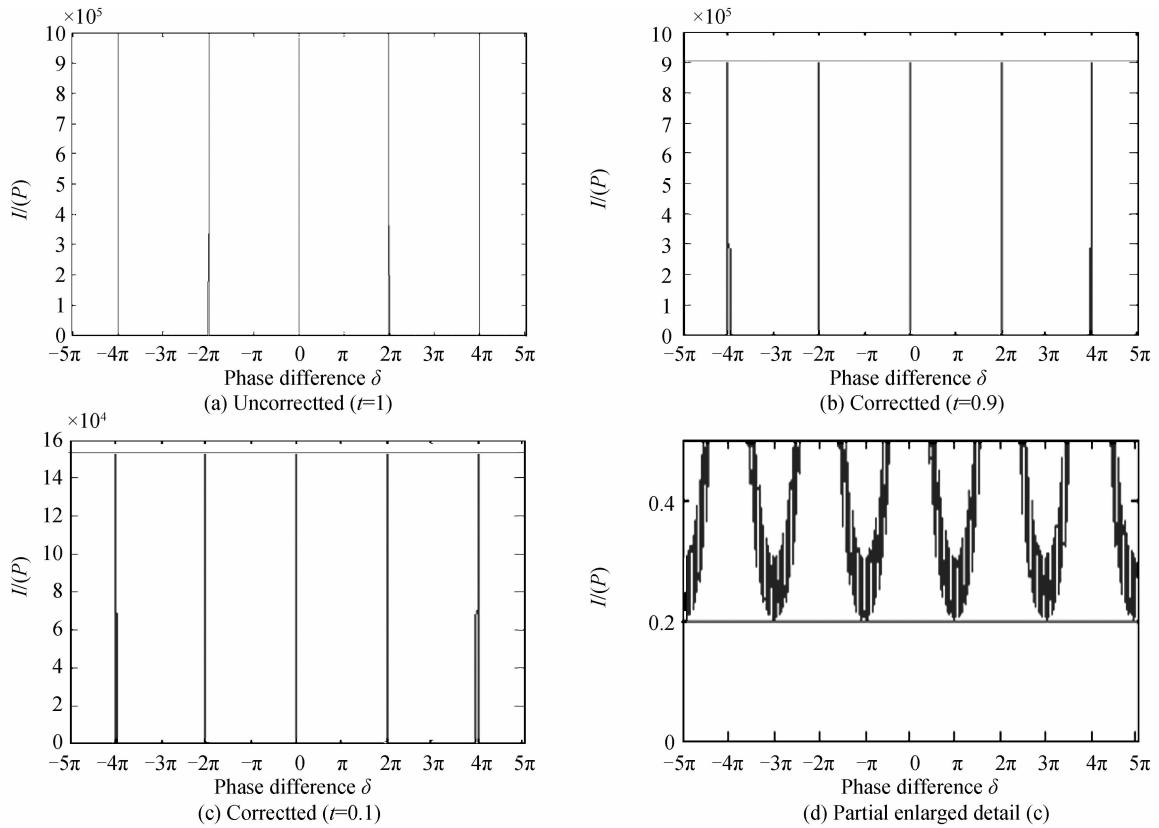 ×10⁵
10
9
8
7
6
5
4
3
2
1
0
I/(P)
−5π −4π −3π −2π −π 0 π 2π 3π 4π 5π
Phase difference δ
(a) Uncorrectted (t=1)
×10⁵
10
9
8
7
6
5
4
3
2
1
0
I/(P)
−5π −4π −3π −2π −π 0 π 2π 3π 4π 5π
Phase difference δ
(b) Correctted (t=0.9)
×10⁴
16
14
12
10
8
6
4
2
0
I/(P)
−5π −4π −3π −2π −π 0 π 2π 3π 4π 5π
Phase difference δ
(c) Correctted (t=0.1)
0.4
0.2
0
I/(P)
−5π −4π −3π −2π −π 0 π 2π 3π 4π 5π
Phase difference δ
(d) Partial enlarged detail (c)